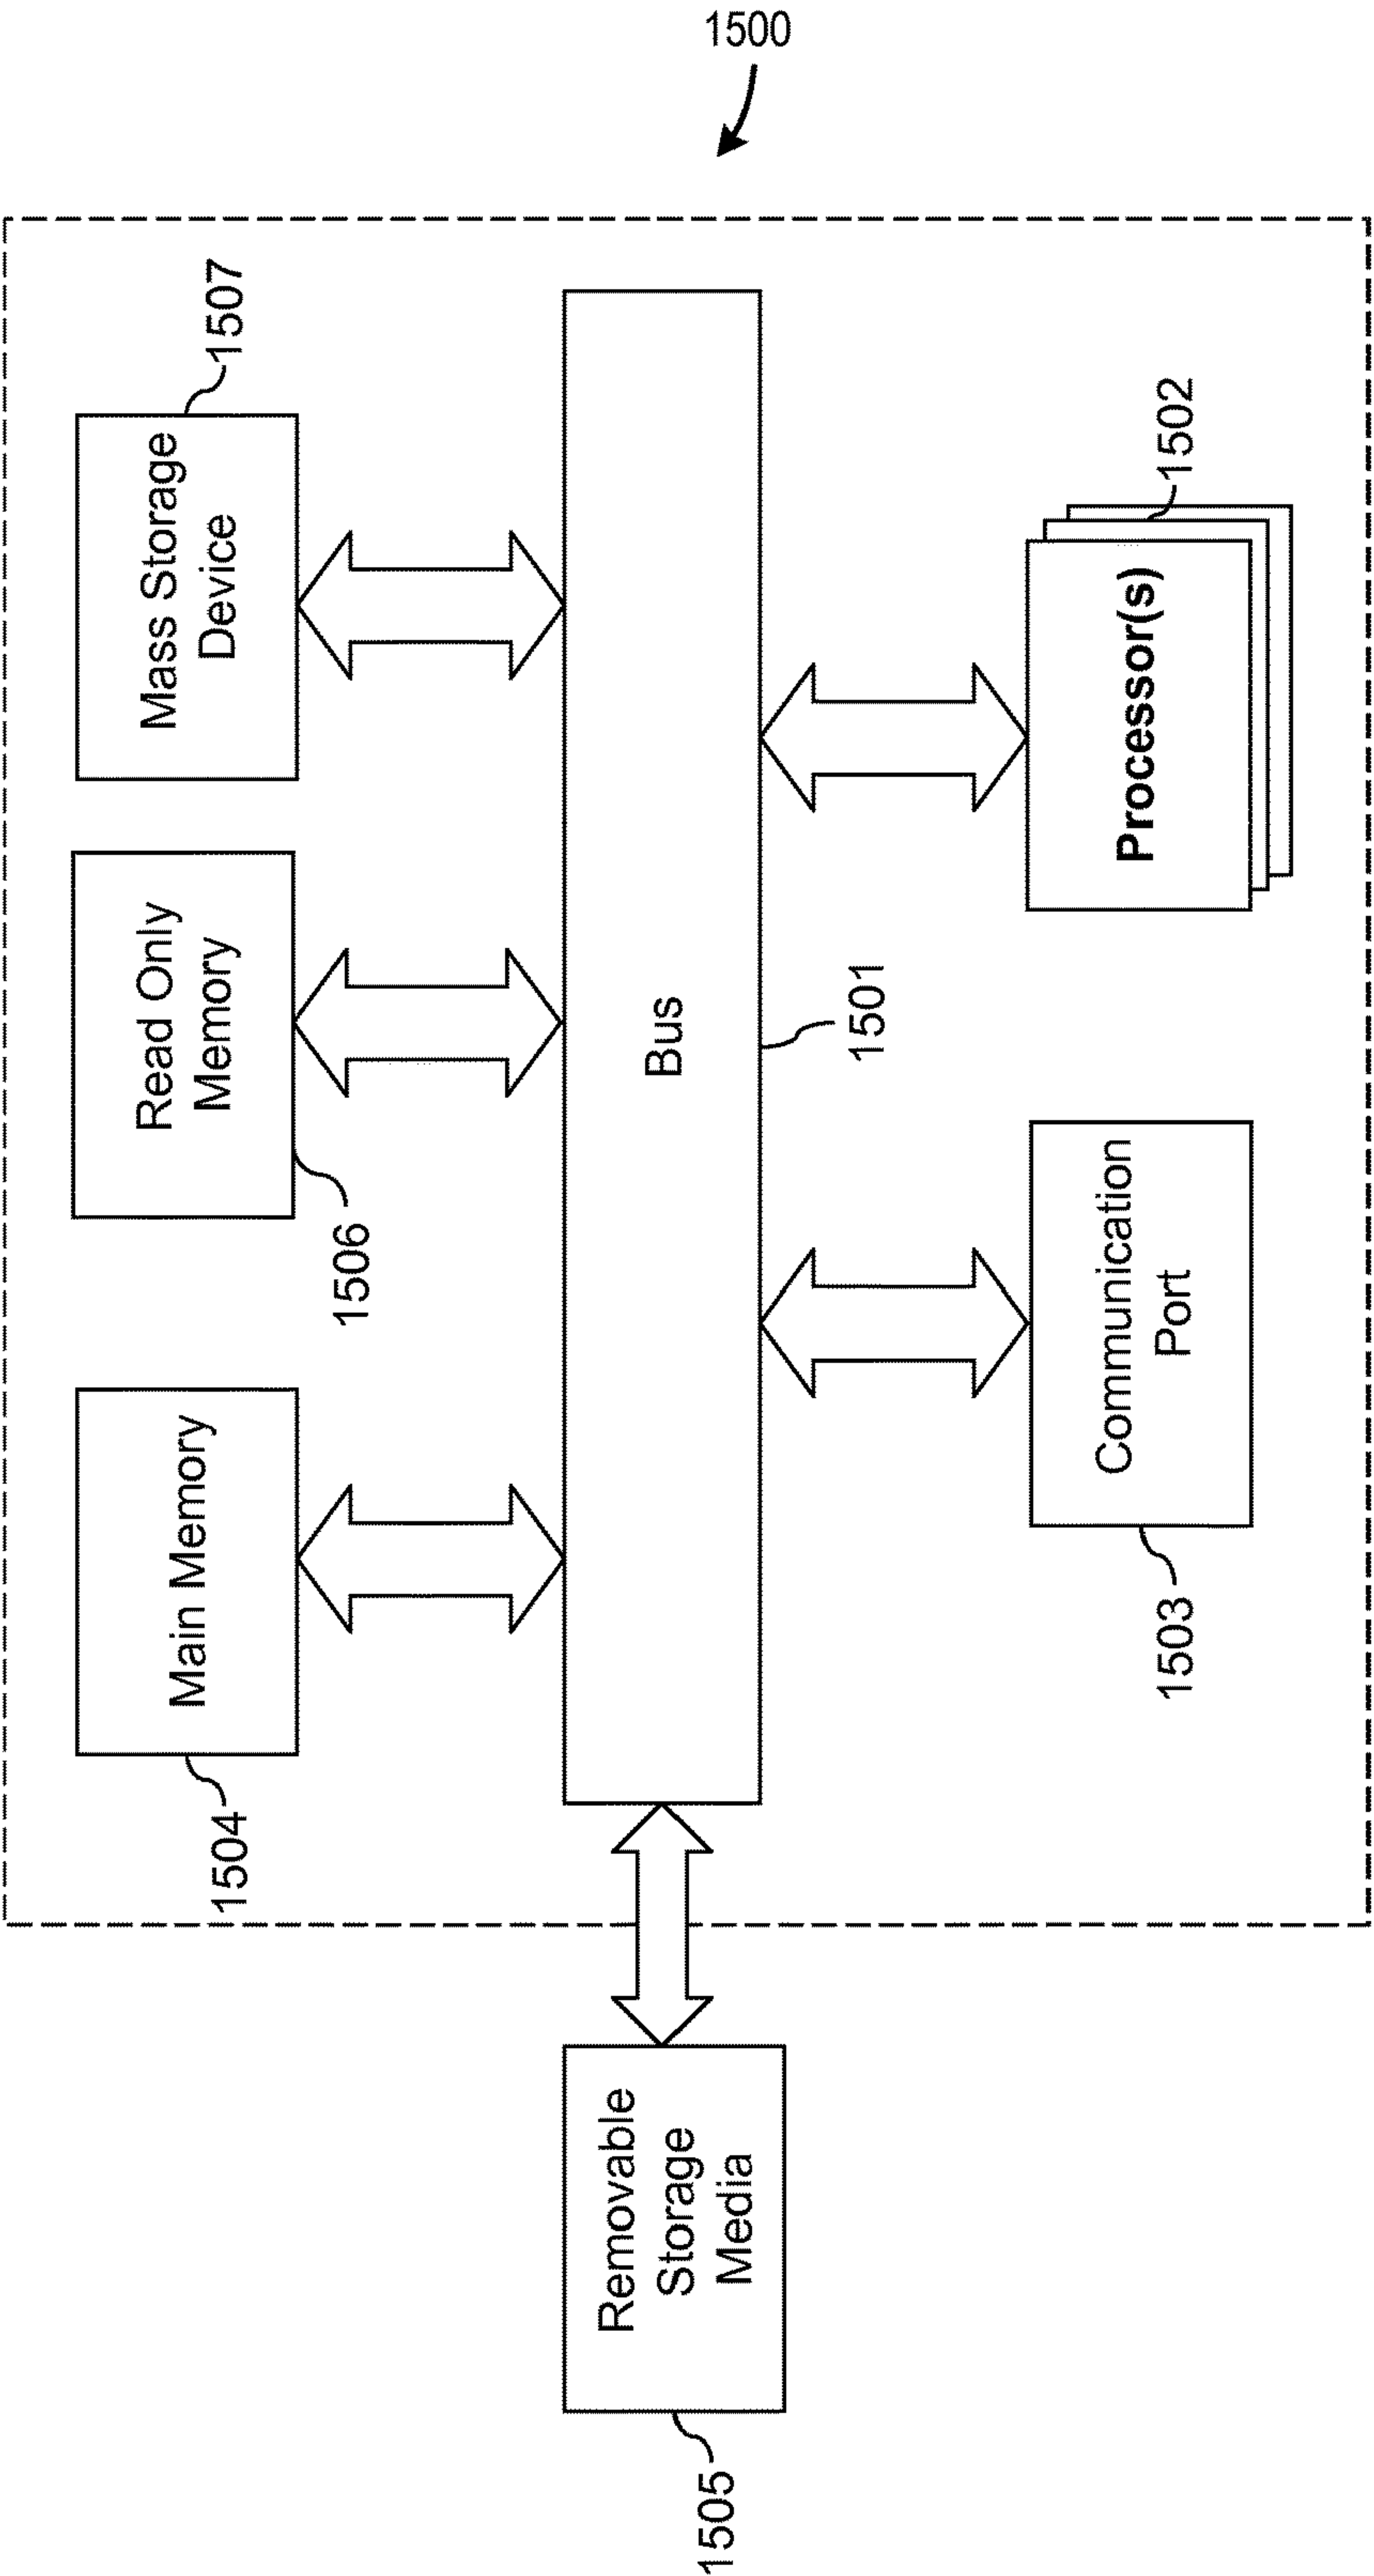 1500
Main Memory
1504
Read Only
Memory
1506
Mass Storage
Device
1507
Removable
Storage
Media
1505
Bus
1501
Communication
Port
1503
Processor(s)
1502